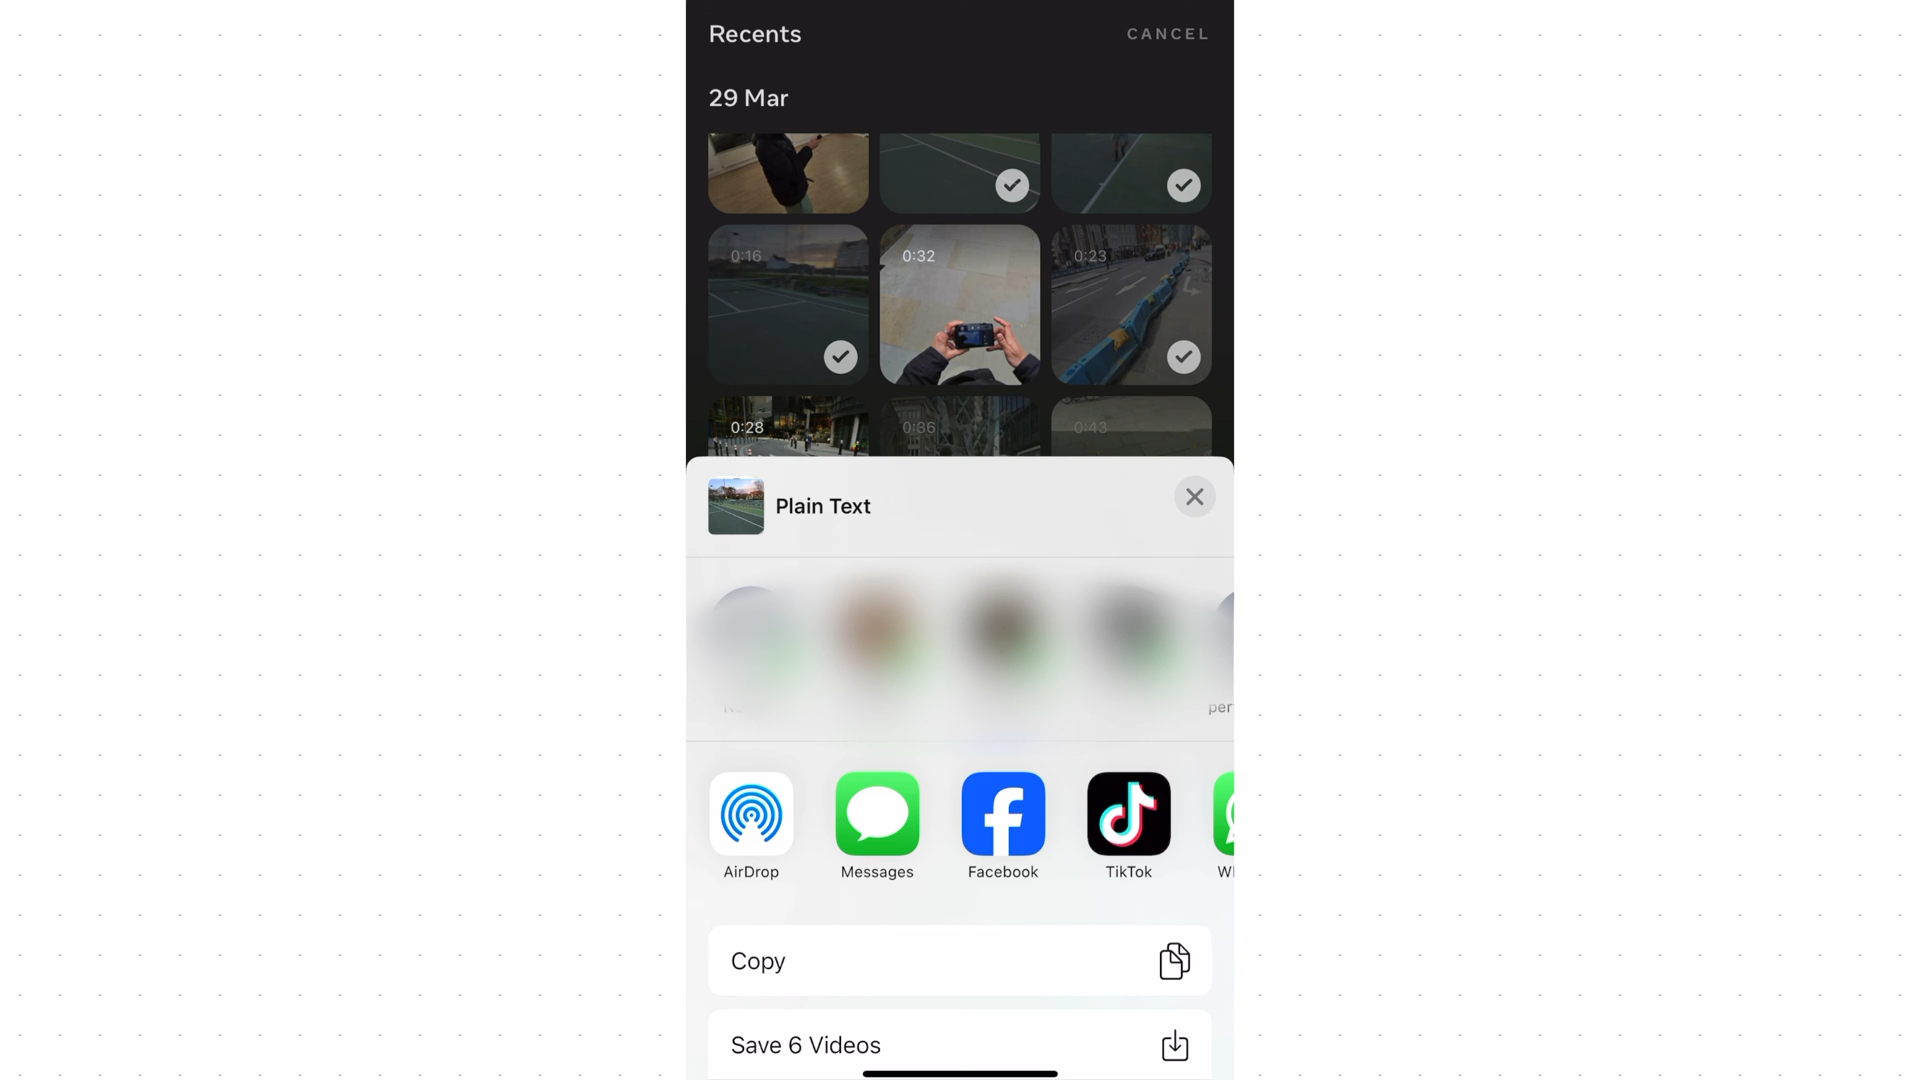 Recents
CANCEL
29 Mar
0:16
0:32
0:23
0:28
0:36
0:43
Plain Text
AirDrop
Messages
Facebook
TikTok
Copy
Save 6 Videos